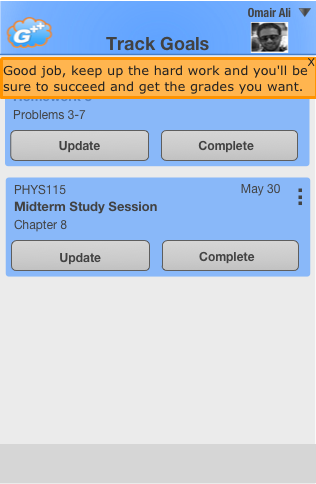 Omair Ali
G++
Track Goals
x
Good job, keep up the hard work and you'll be
sure to succeed and get the grades you want.
Problems 3-7
Update Complete
PHYS115 May 30
Midterm Study Session
Chapter 8
Update Complete